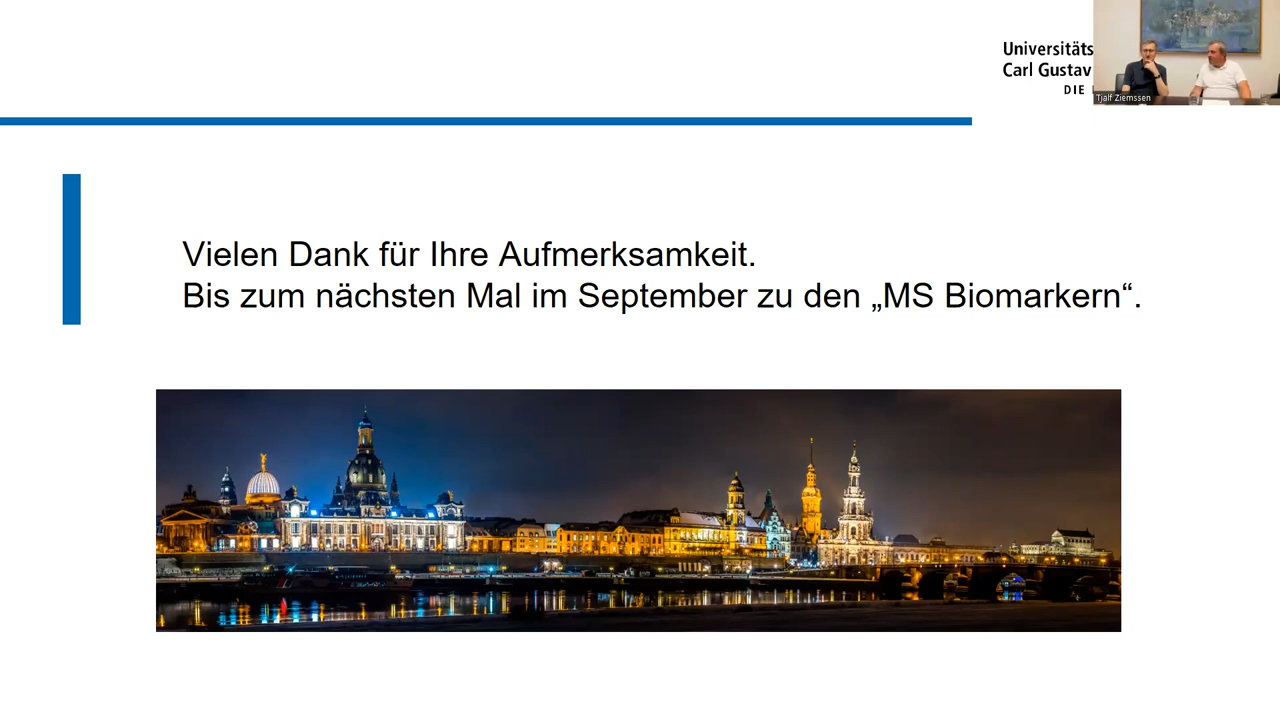 Universitäts
Carl Gustav
DIE
Tjalf Ziemssen
Vielen Dank für Ihre Aufmerksamkeit.
Bis zum nächsten Mal im September zu den „MS Biomarkern“.